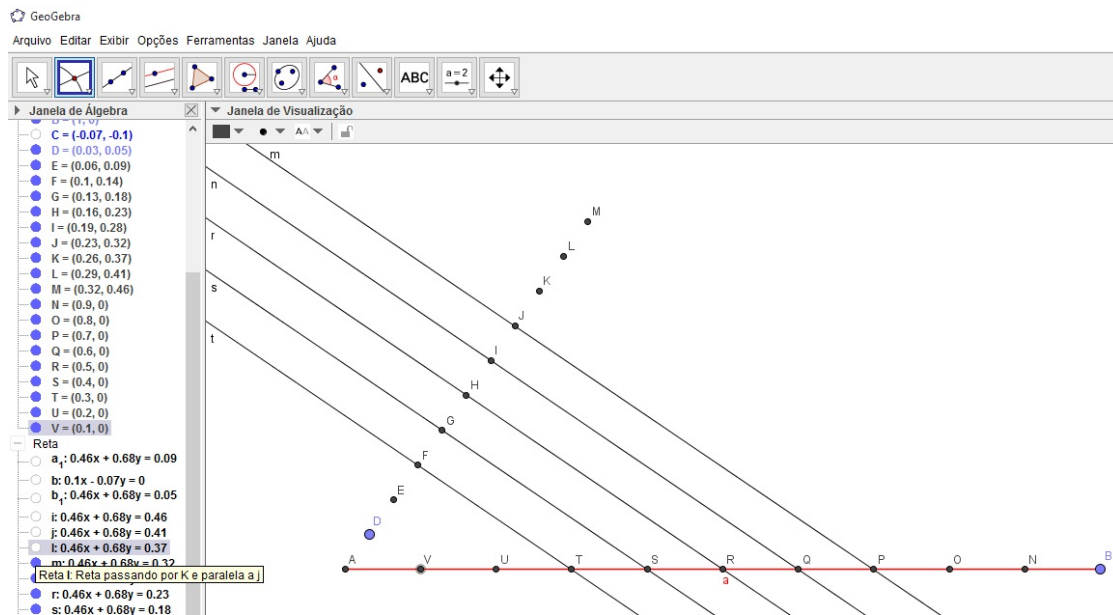 GeoGebra
Arquivo Editar Exibir Opções Ferramentas Janela Ajuda
α ABC a = 2
Janela de Álgebra
Janela de Visualização
AA
C = (-0.07, -0.1)
D = (0.03, 0.05)
E = (0.06, 0.09)
F = (0.1, 0.14)
G = (0.13, 0.18)
H = (0.16, 0.23)
I = (0.19, 0.28)
J = (0.23, 0.32)
K = (0.26, 0.37)
L = (0.29, 0.41)
M = (0.32, 0.46)
N = (0.9, 0)
O = (0.8, 0)
P = (0.7, 0)
Q = (0.6, 0)
R = (0.5, 0)
S = (0.4, 0)
T = (0.3, 0)
U = (0.2, 0)
V = (0.1, 0)
Reta
a₁: 0.46x + 0.68y = 0.09
b: 0.1x - 0.07y = 0
b₁: 0.46x + 0.68y = 0.05
i: 0.46x + 0.68y = 0.46
j: 0.46x + 0.68y = 0.41
l: 0.46x + 0.68y = 0.37
m: 0.46x + 0.68y = 0.32
Reta l: Reta passando por K e paralela a j
r: 0.46x + 0.68y = 0.23
s: 0.46x + 0.68y = 0.18
m
n
r
s
t
M
L
K
J
I
H
G
F
E
D
A V U T S R Q P O N B
a